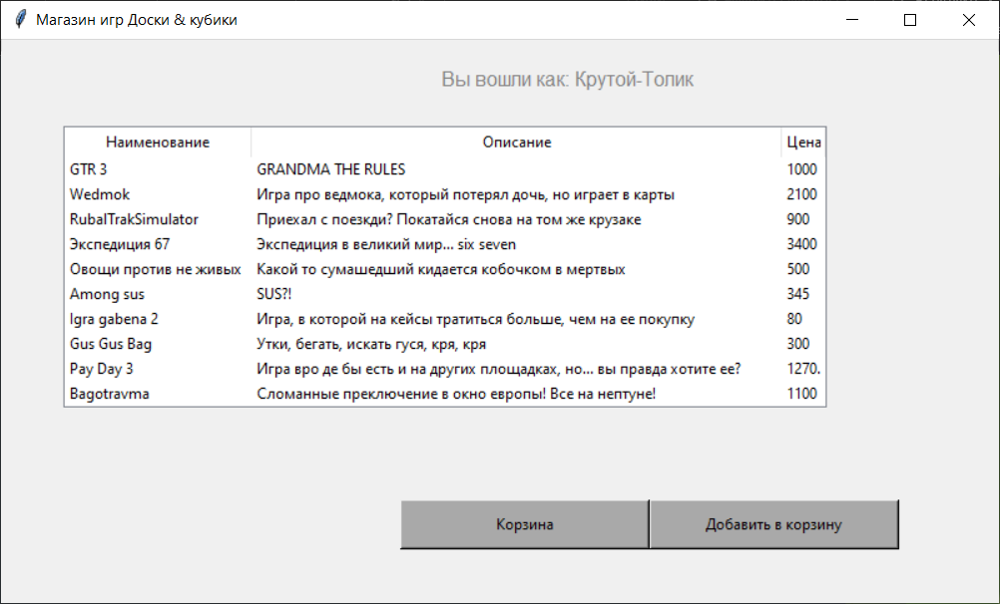 Магазин игр Доски & кубики
Вы вошли как: Крутой-Толик
Наименование Описание Цена
GTR 3 GRANDMA THE RULES 1000
Wedmok Игра про ведмока, который потерял дочь, но играет в карты 2100
RubalTrakSimulator Приехал с поезкди? Покатайся снова на том же крузаке 900
Экспедиция 67 Экспедиция в великий мир... six seven 3400
Овощи против не живых Какой то сумашедший кидается кобочком в мертвых 500
Among sus SUS?! 345
Igra gabena 2 Игра, в которой на кейсы тратиться больше, чем на ее покупку 80
Gus Gus Bag Утки, бегать, искать гуся, кря, кря 300
Pay Day 3 Игра вро де бы есть и на других площадках, но... вы правда хотите ее? 1270.
Bagotravma Сломанные преключение в окно европы! Все на нептуне! 1100
Корзина Добавить в корзину